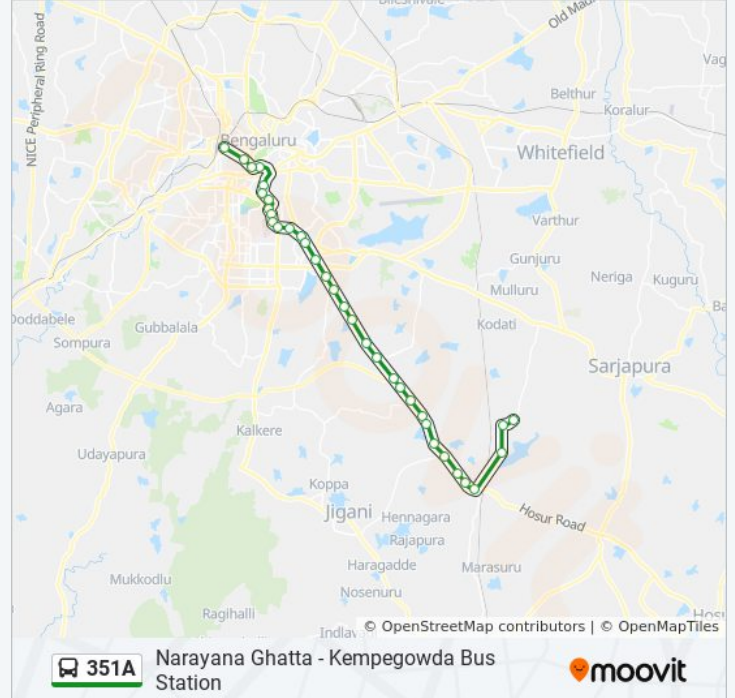 Bileshivale
Old Mad
NICE Peripheral Ring Road
Vag
Belthur
Koralur
Bengaluru
Whitefield
Varthur
Gunjuru
Neriga
Kuguru
Mulluru
Ba
Doddabele
Gubbalala
Kodati
Sompura
Sarjapura
Agara
Kalkere
Udayapura
Koppa
Jigani
Hennagara
Hosur Road
Rajapura
Haragadde
Marasuru
Mukkodlu
Nosenuru
Ragihalli
Hosu
Indlav
© OpenStreetMap contributors | © OpenMapTiles
351A
Narayana Ghatta - Kempegowda Bus
Station
moovit